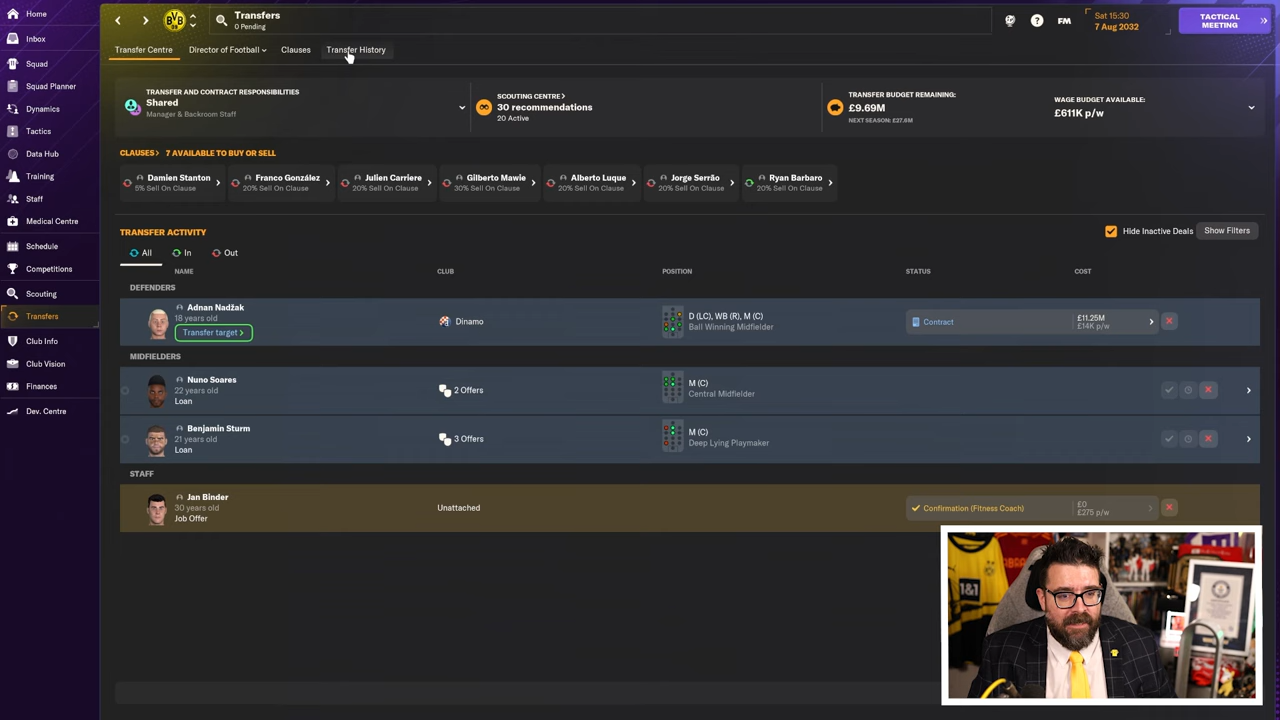 Home
Inbox
Squad
Squad Planner
Dynamics
Tactics
Data Hub
Training
Staff
Medical Centre
Schedule
Competitions
Scouting
Transfers
Club Info
Club Vision
Finances
Dev. Centre
BVB
09
Transfers
0 Pending
?
FM
Sat 15:30
7 Aug 2032
TACTICAL
MEETING
Transfer Centre
Director of Football
Clauses
Transfer History
TRANSFER AND CONTRACT RESPONSIBILITIES
Shared
Manager & Backroom Staff
SCOUTING CENTRE >
30 recommendations
20 Active
TRANSFER BUDGET REMAINING:
£9.69M
NEXT SEASON: £27.8M
WAGE BUDGET AVAILABLE:
£611K p/w
CLAUSES > 7 AVAILABLE TO BUY OR SELL
Damien Stanton
5% Sell On Clause
Franco González
20% Sell On Clause
Julien Carriere
20% Sell On Clause
Gilberto Mawie
30% Sell On Clause
Alberto Luque
20% Sell On Clause
Jorge Serrão
20% Sell On Clause
Ryan Barbaro
20% Sell On Clause
TRANSFER ACTIVITY
Hide Inactive Deals
Show Filters
All
In
Out
NAME
CLUB
POSITION
STATUS
COST
DEFENDERS
Adnan Nadžak
18 years old
Transfer target >
Dinamo
D (LC), WB (R), M (C)
Ball Winning Midfielder
Contract
£11.25M
£14K p/w
MIDFIELDERS
Nuno Soares
22 years old
Loan
2 Offers
M (C)
Central Midfielder
Benjamin Sturm
21 years old
Loan
3 Offers
M (C)
Deep Lying Playmaker
STAFF
Jan Binder
30 years old
Job Offer
Unattached
Confirmation (Fitness Coach)
£0
£275 p/w
1&1